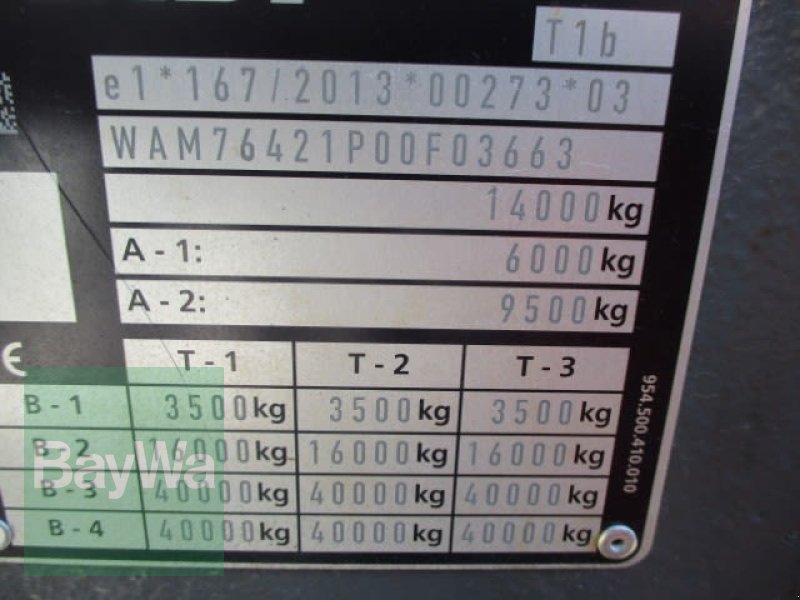 T1b
e1*167/2013*00273*03
WAM76421P00F03663
14000kg
A - 1: 6000kg
A - 2: 9500kg
T - 1 T - 2 T - 3
B - 1 3500kg 3500kg 3500kg
B - 2 16000kg 16000kg 16000kg
B - 3 40000kg 40000kg 40000kg
B - 4 40000kg 40000kg 40000kg
954.500.410.010
BayWa